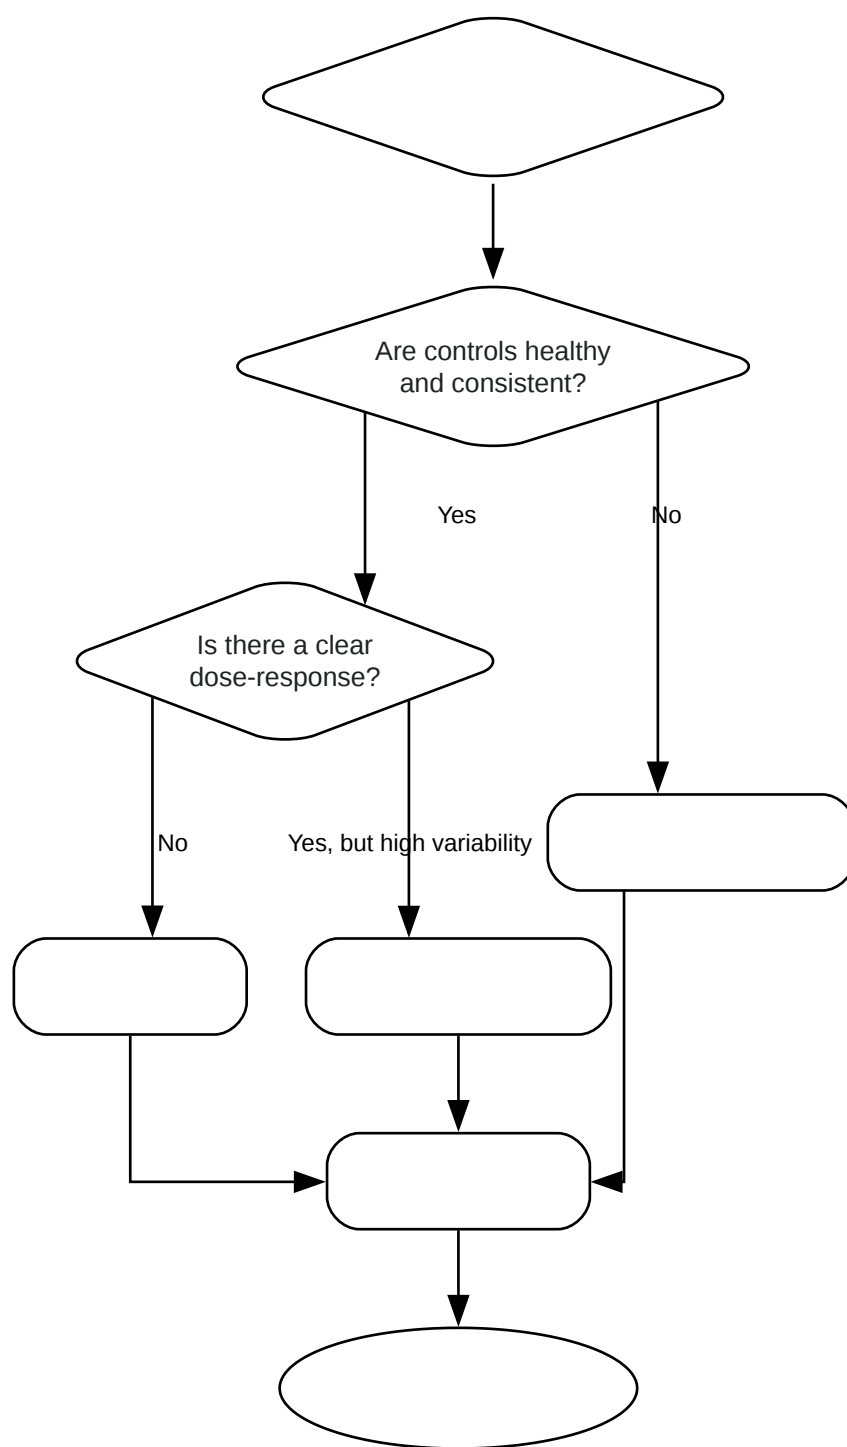 Are controls healthy
and consistent?
Yes
No
Is there a clear
dose-response?
No
Yes, but high variability